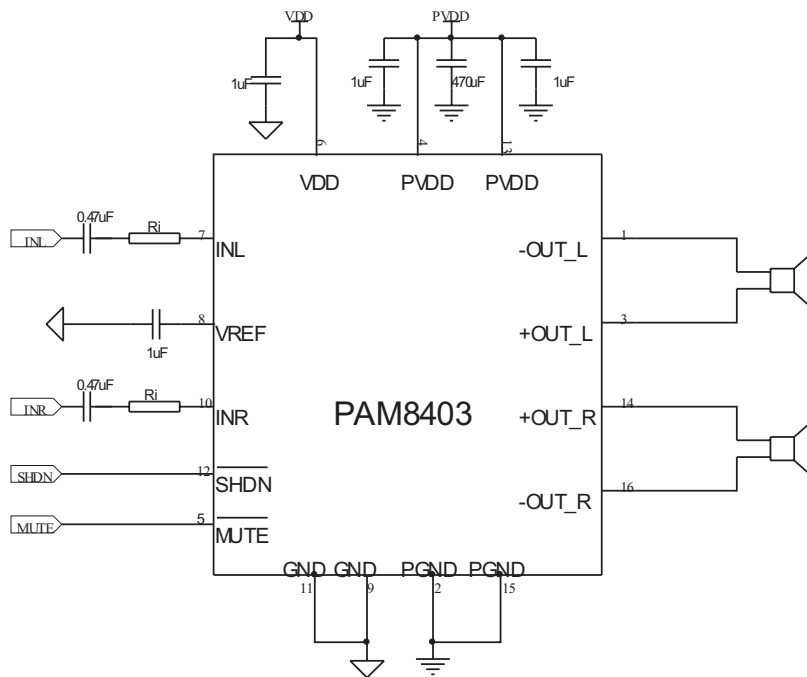 VDD PVDD
1uF 1uF 470uF 1uF
6 4 13
VDD PVDD PVDD
0.47uF Ri
INL 7 INL -OUT_L 1
8 VREF +OUT_L 3
1uF
0.47uF Ri
INR 10 INR PAM8403 +OUT_R 14
SHDN 12 SHDN -OUT_R 16
MUTE 5 MUTE
GND GND PGND PGND
11 9 2 15